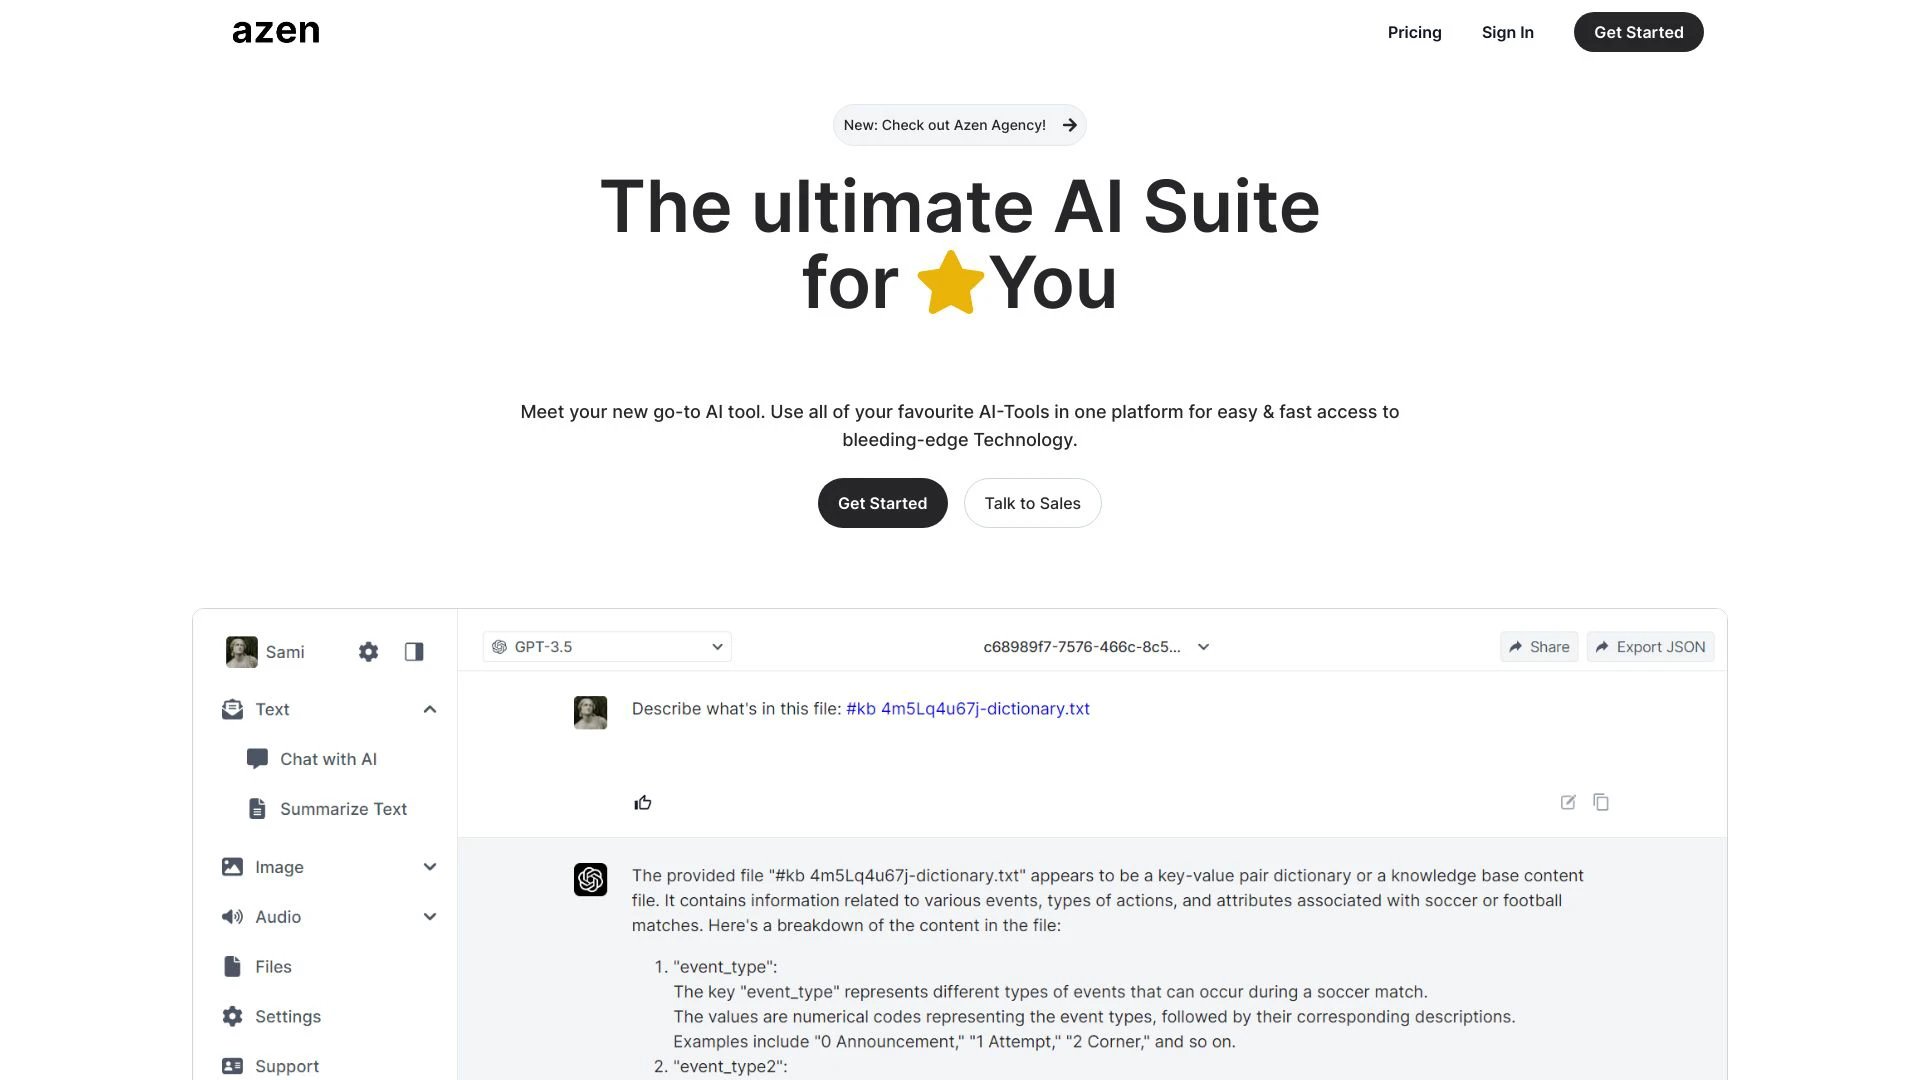 azen
Pricing
Sign In
Get Started
New: Check out Azen Agency!
The ultimate AI Suite
for You
Meet your new go-to AI tool. Use all of your favourite AI-Tools in one platform for easy & fast access to
bleeding-edge Technology.
Get Started
Talk to Sales
Sami
Text
Chat with AI
Summarize Text
Image
Audio
Files
Settings
Support
GPT-3.5
c68989f7-7576-466c-8c5...
Share
Export JSON
Describe what's in this file: #kb 4m5Lq4u67j-dictionary.txt
The provided file "#kb 4m5Lq4u67j-dictionary.txt" appears to be a key-value pair dictionary or a knowledge base content
file. It contains information related to various events, types of actions, and attributes associated with soccer or football
matches. Here's a breakdown of the content in the file:
1. "event_type":
The key "event_type" represents different types of events that can occur during a soccer match.
The values are numerical codes representing the event types, followed by their corresponding descriptions.
Examples include "0 Announcement," "1 Attempt," "2 Corner," and so on.
2. "event_type2":